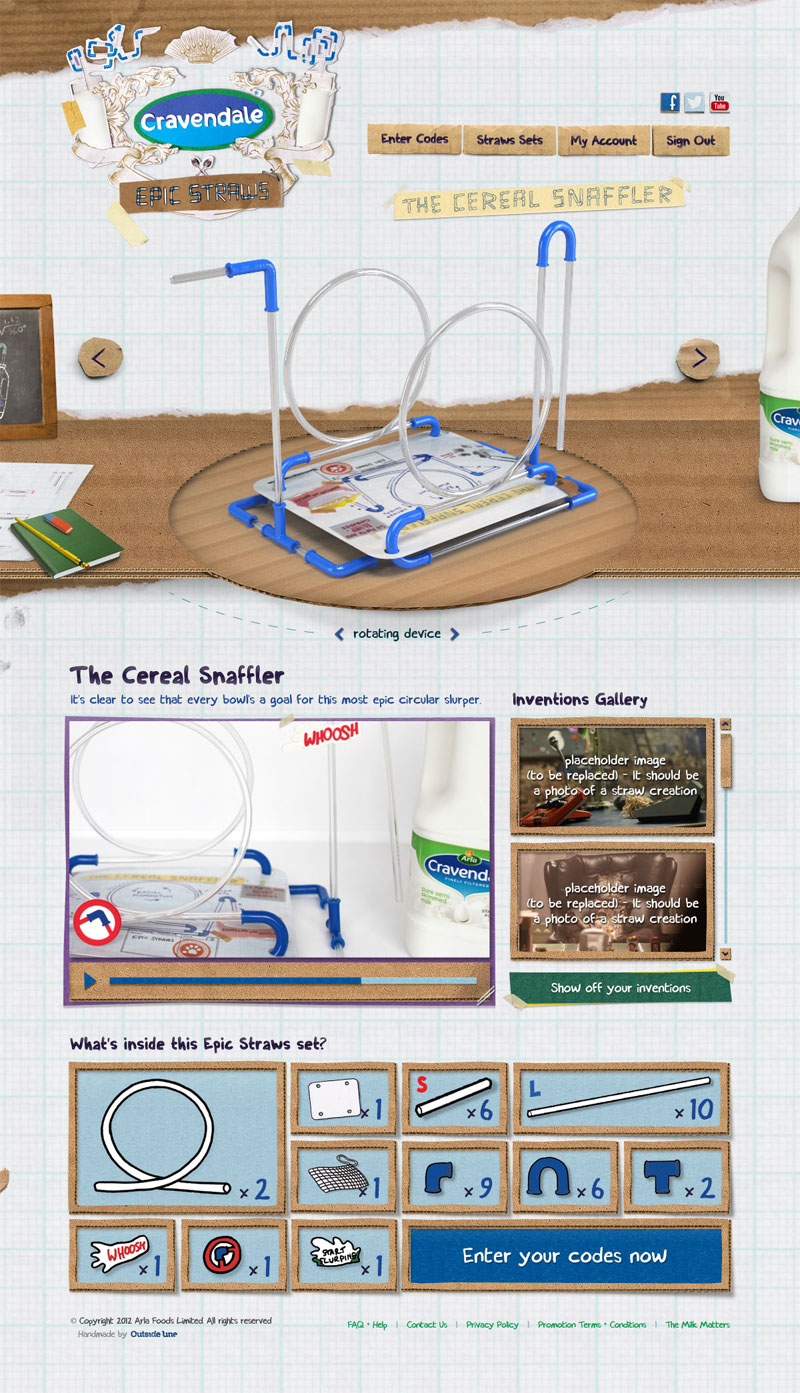 Cravendale
EPIC STRAWS
You
Tube
Enter Codes
Straws Sets
My Account
Sign Out
THE CEREAL SNAFFLER
<
>
Crav
rotating device
The Cereal Snaffler
It's clear to see that every bowl's a goal for this most epic circular slurper.
WHOOSH
Arla
Cravend
EPIC STRAWS
Inventions Gallery
placeholder image
(to be replaced) - It should be
a photo of a straw creation
placeholder image
(to be replaced) - It should be
a photo of a straw creation
Show off your inventions
What's inside this Epic Straws set?
x 2
x 1
S
x 6
L
x 10
x 1
x 9
x 6
x 2
WHOOSH
x 1
x 1
START
SLURPING
x 1
Enter your codes now
© Copyright 2012 Arla Foods Limited. All rights reserved
Handmade by Outside Line
FAQ + Help | Contact Us | Privacy Policy | Promotion Terms + Conditions | The Milk Matters